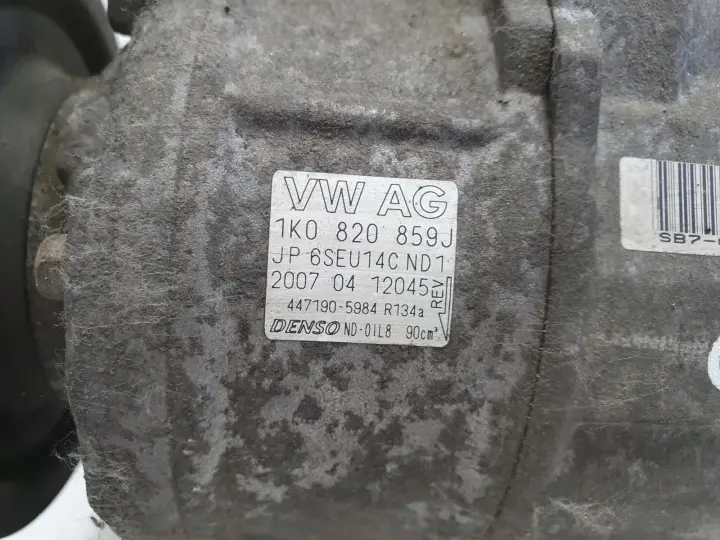 VW AG
1K0 820 859J
JP 6SEU14C ND1
2007 04 12045
REV
447190-5984 R134a
DENSO ND-OIL8 90cm³
SB7-